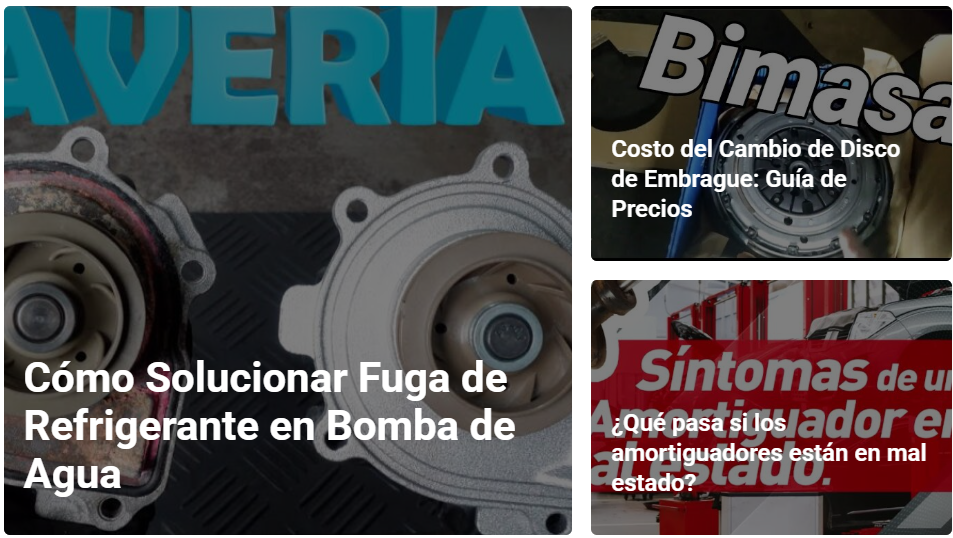 AVERIA
Cómo Solucionar Fuga de
Refrigerante en Bomba de
Agua
Bimasa
Costo del Cambio de Disco
de Embrague: Guía de
Precios
Síntomas de un
Amortiguador en
mal estado.
¿Qué pasa si los
amortiguadores están en mal
estado?